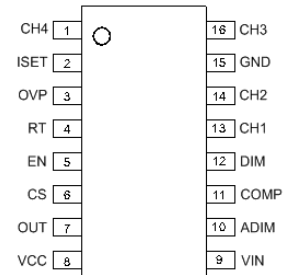 CH4 1 16 CH3
ISET 2 15 GND
OVP 3 14 CH2
RT 4 13 CH1
EN 5 12 DIM
CS 6 11 COMP
OUT 7 10 ADIM
VCC 8 9 VIN